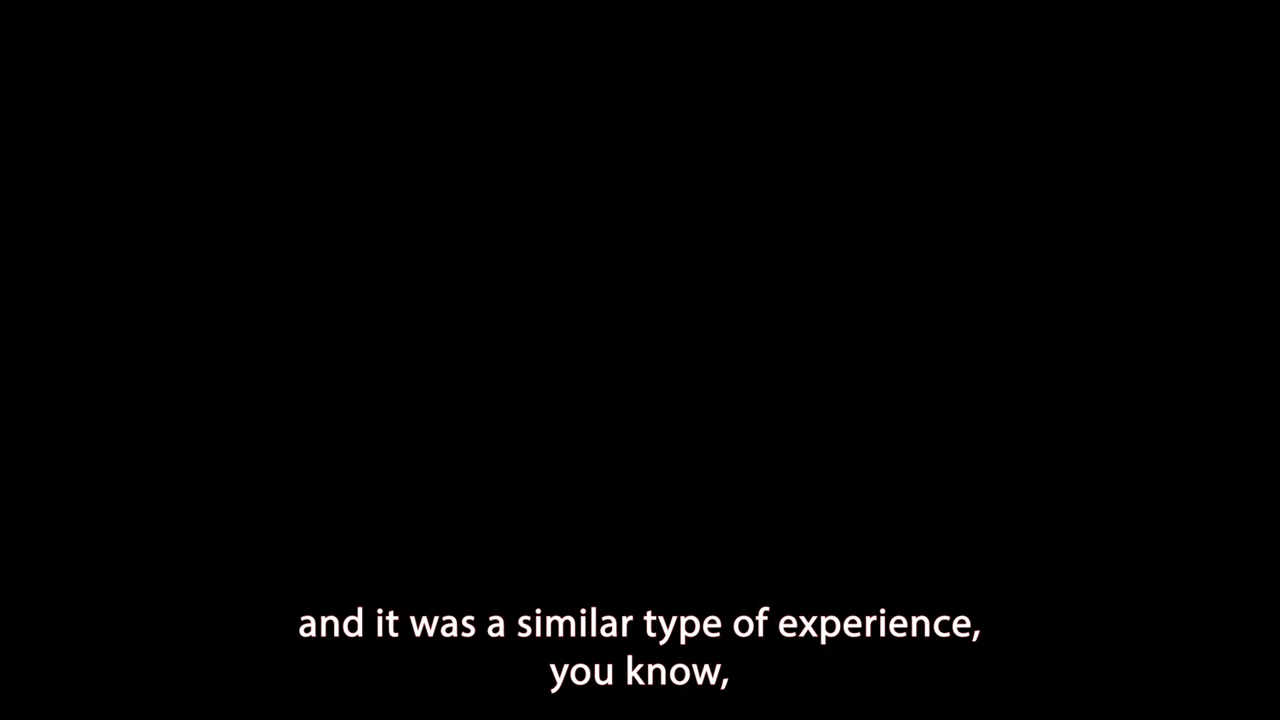 and it was a similar type of experience,
you know,